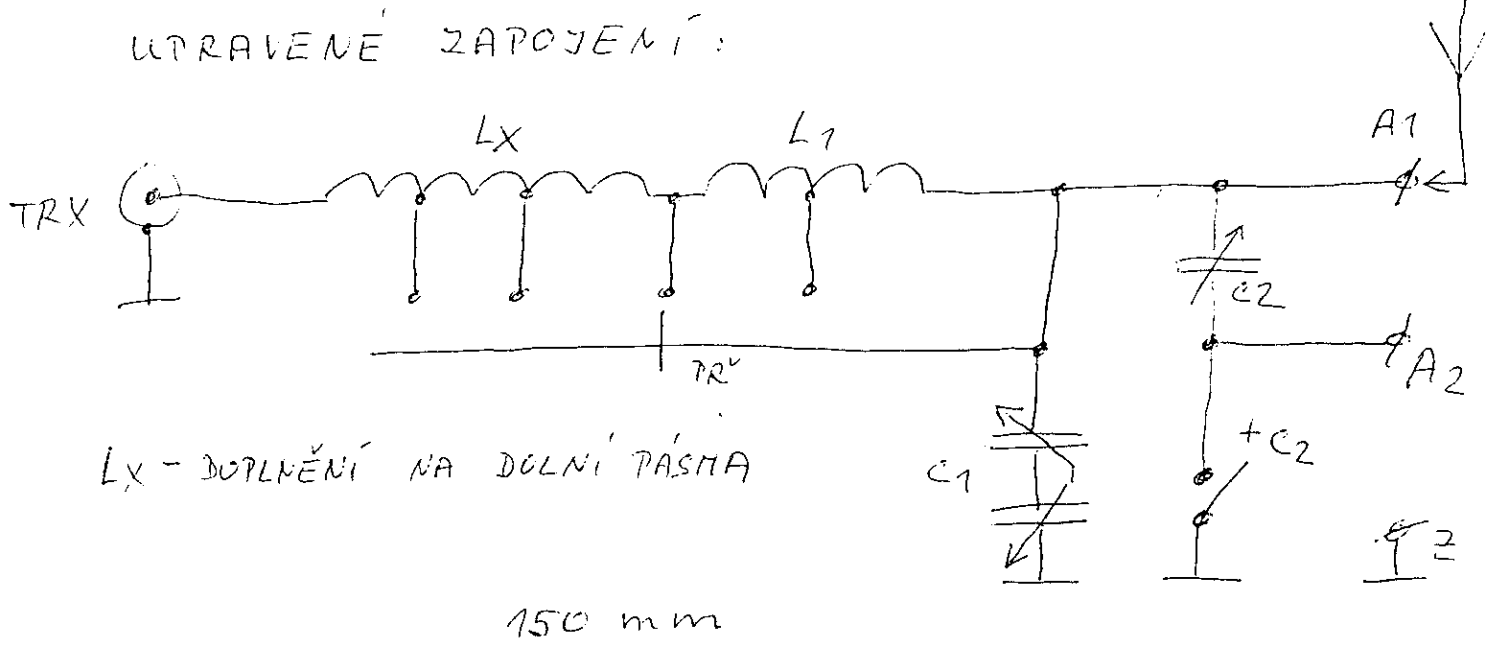 UPRAVENÉ ZAPOJENÍ:
LX L1 A1
TRX
C2
PŘ
A2
LX - DOPLNĚNÍ NA DOLNÍ PÁSMA
C1 +C2
Z
150 mm